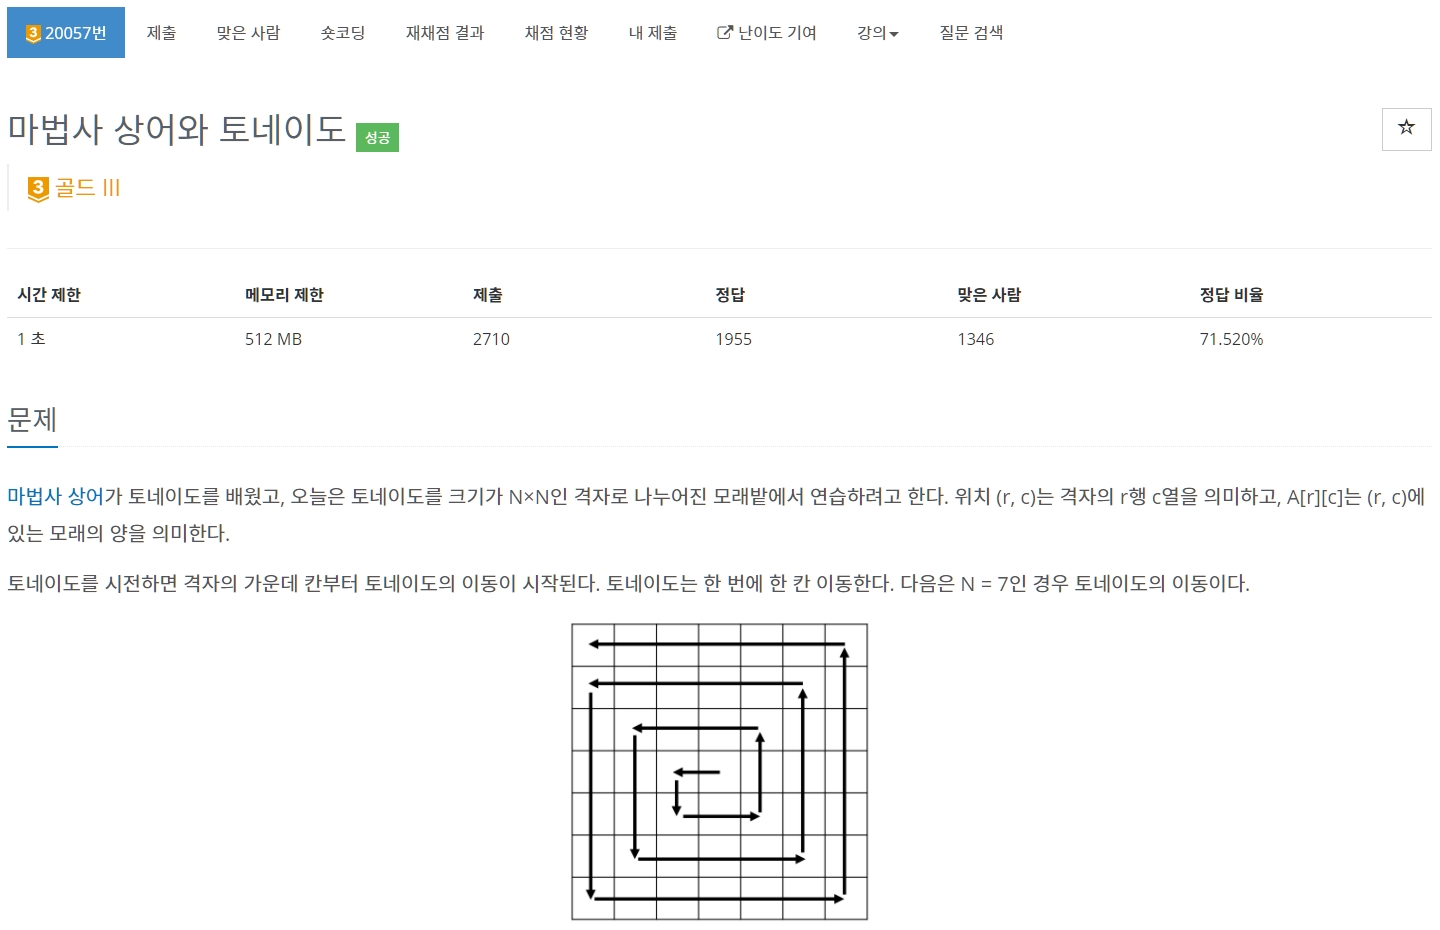 3 20057번 제출 맞은 사람 숏코딩 재채점 결과 채점 현황 내 제출 난이도 기여 강의 질문 검색
마법사 상어와 토네이도 성공
3 골드 III
시간 제한 메모리 제한 제출 정답 맞은 사람 정답 비율
1 초 512 MB 2710 1955 1346 71.520%
문제
마법사 상어가 토네이도를 배웠고, 오늘은 토네이도를 크기가 N×N인 격자로 나누어진 모래밭에서 연습하려고 한다. 위치 (r, c)는 격자의 r행 c열을 의미하고, A[r][c]는 (r, c)에
있는 모래의 양을 의미한다.
토네이도를 시전하면 격자의 가운데 칸부터 토네이도의 이동이 시작된다. 토네이도는 한 번에 한 칸 이동한다. 다음은 N = 7인 경우 토네이도의 이동이다.